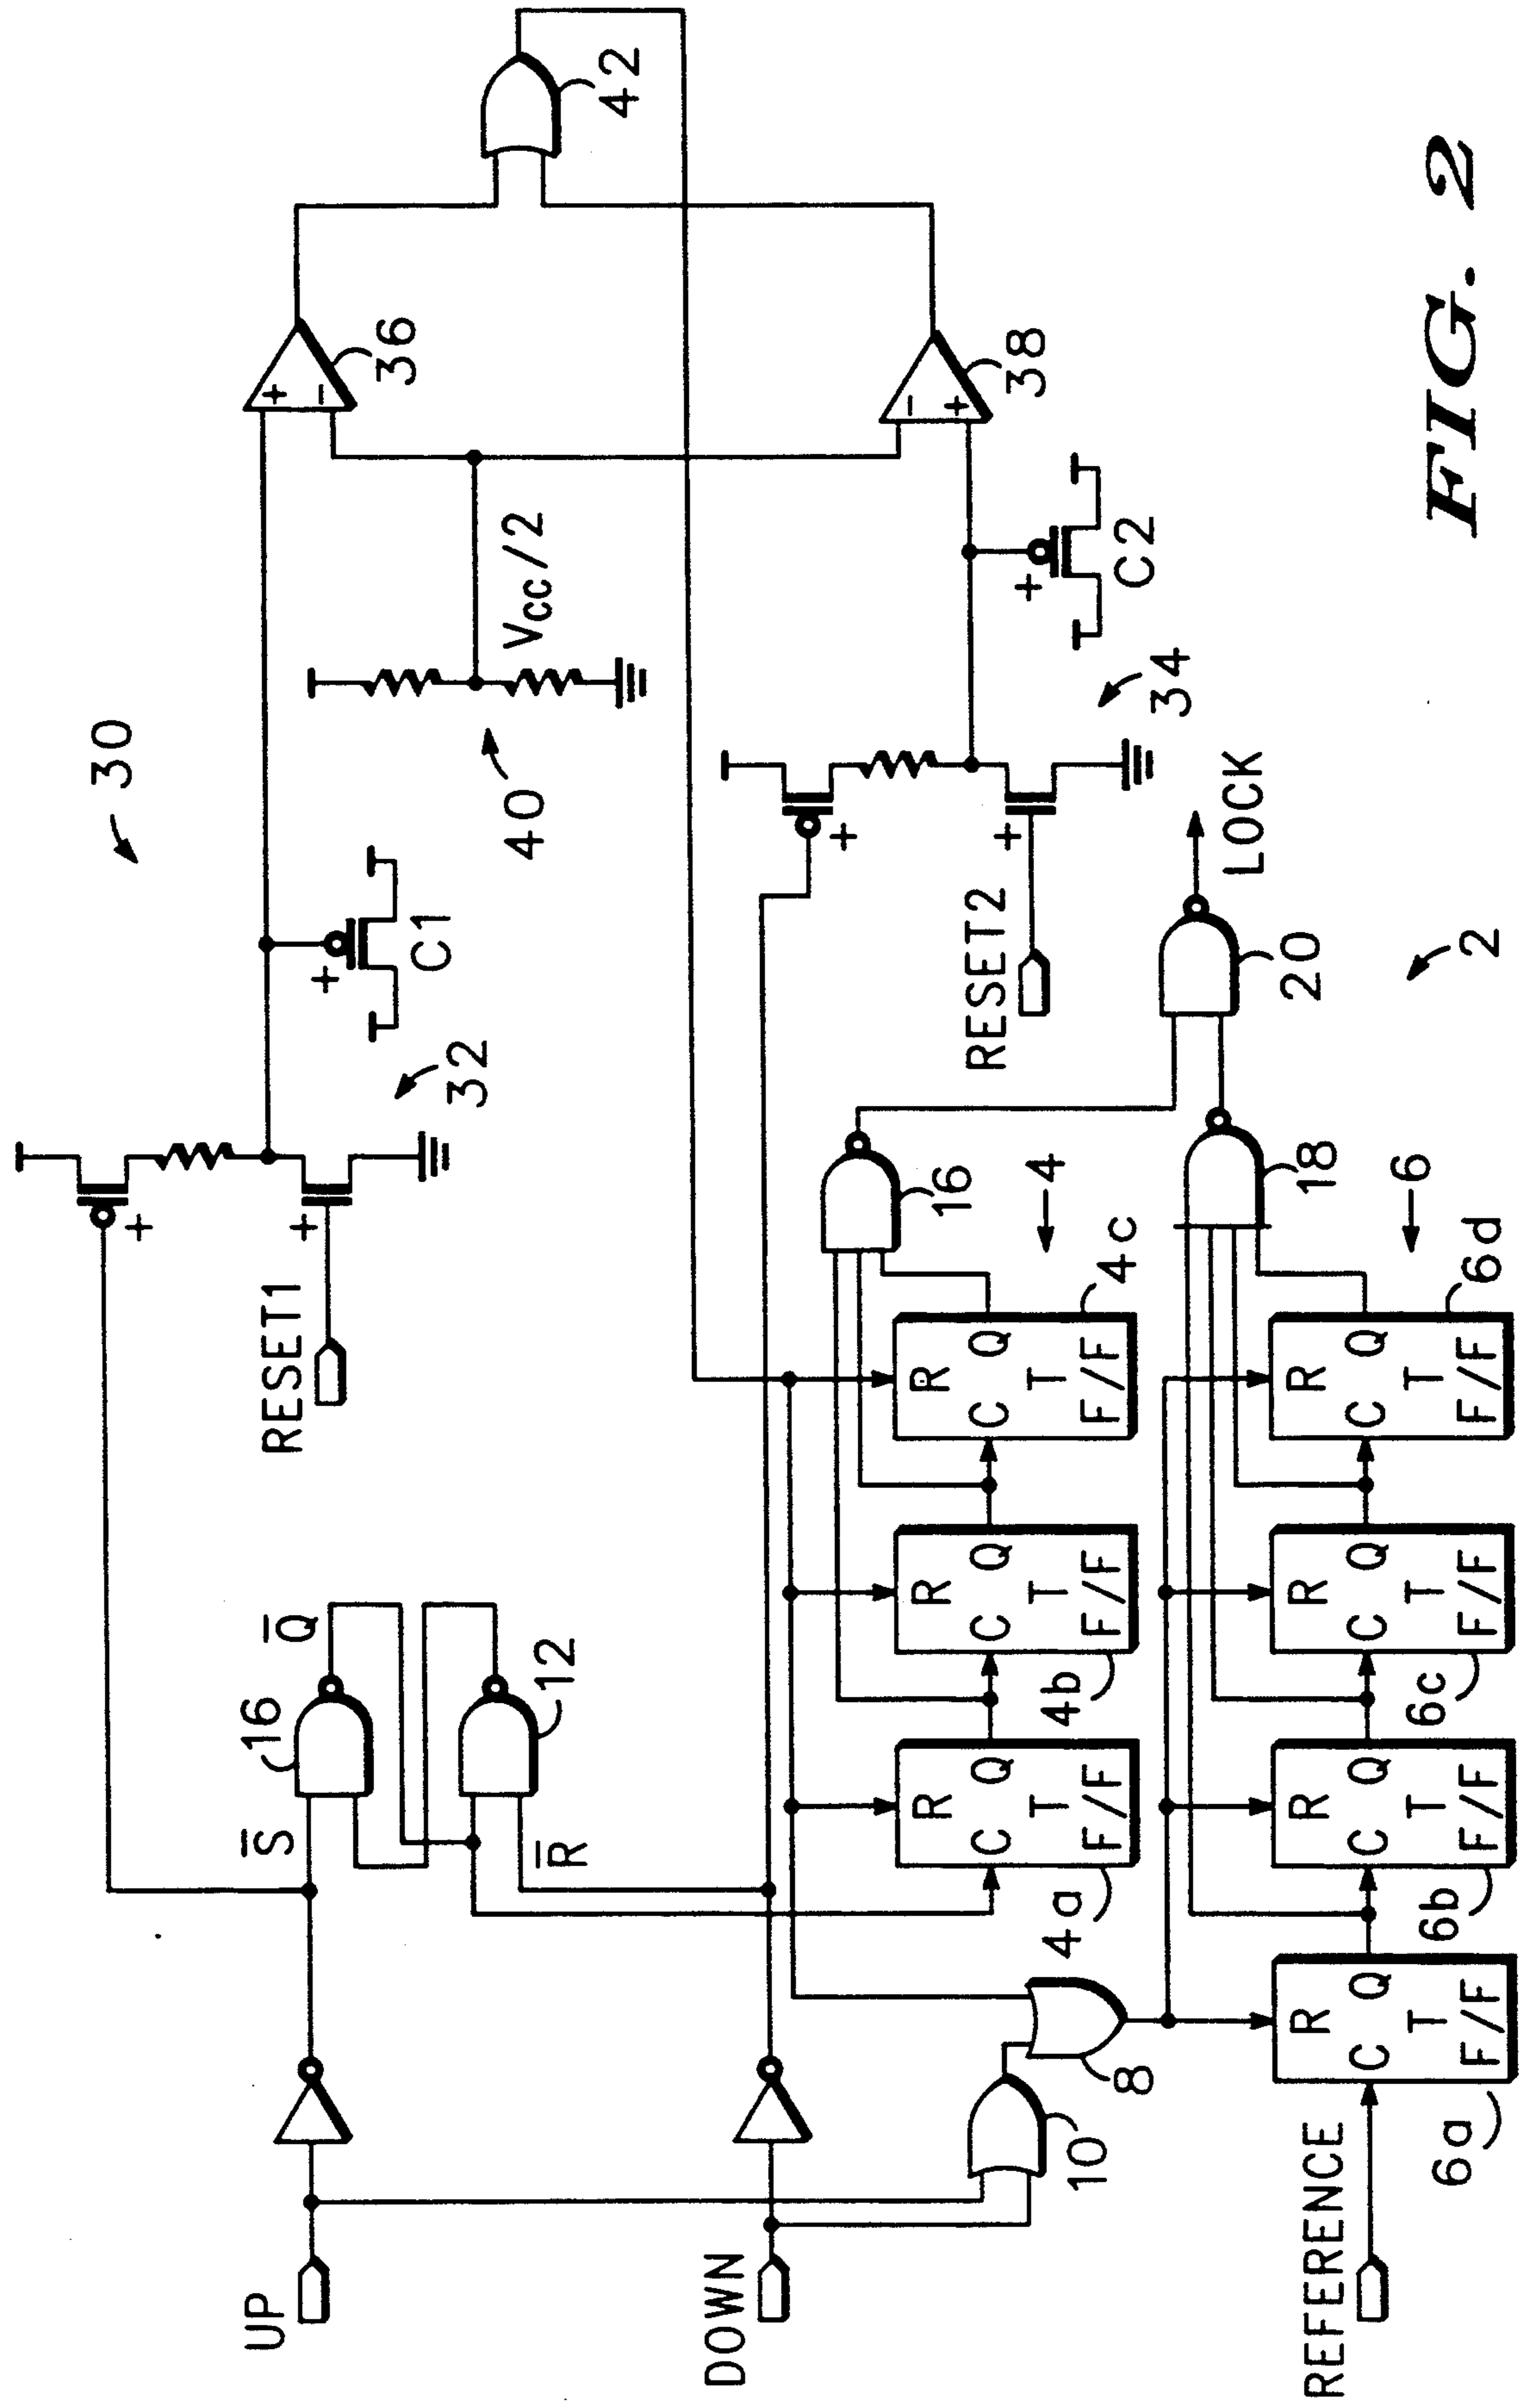 30
UP
DOWN
REFERENCE
S̅
16
Q̅
R̅
12
RESET1
32
C1
+
+
+
40
Vcc/2
+
−
36
−
+
38
42
RESET2
34
C2
+
+
+
10
8
4a
R
C Q
T
F/F
4b
R
C Q
T
F/F
4c
R
C Q
T
F/F
16
4
6a
R
C Q
T
F/F
6b
R
C Q
T
F/F
6c
R
C Q
T
F/F
6d
R
C Q
T
F/F
18
6
20
LOCK
2
FIG. 2